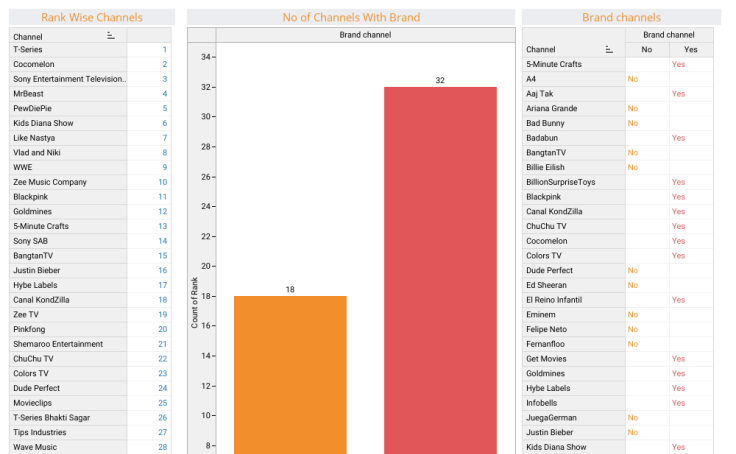 Rank Wise Channels
Channel
T-Series 1
Cocomelon 2
Sony Entertainment Television.. 3
MrBeast 4
PewDiePie 5
Kids Diana Show 6
Like Nastya 7
Vlad and Niki 8
WWE 9
Zee Music Company 10
Blackpink 11
Goldmines 12
5-Minute Crafts 13
Sony SAB 14
BangtanTV 15
Justin Bieber 16
Hybe Labels 17
Canal KondZilla 18
Zee TV 19
Pinkfong 20
Shemaroo Entertainment 21
ChuChu TV 22
Colors TV 23
Dude Perfect 24
Movieclips 25
T-Series Bhakti Sagar 26
Tips Industries 27
Wave Music 28
No of Channels With Brand
Brand channel
Count of Rank
34
32
30
28
26
24
22
20
18
16
14
12
10
8
18
32
Brand channels
Brand channel
Channel No Yes
5-Minute Crafts Yes
A4 No
Aaj Tak Yes
Ariana Grande No
Bad Bunny No
Badabun Yes
BangtanTV No
Billie Eilish No
BillionSurpriseToys Yes
Blackpink Yes
Canal KondZilla Yes
ChuChu TV Yes
Cocomelon Yes
Colors TV Yes
Dude Perfect No
Ed Sheeran No
El Reino Infantil Yes
Eminem No
Felipe Neto No
Fernanfloo No
Get Movies Yes
Goldmines Yes
Hybe Labels Yes
Infobells Yes
JuegaGerman No
Justin Bieber No
Kids Diana Show Yes